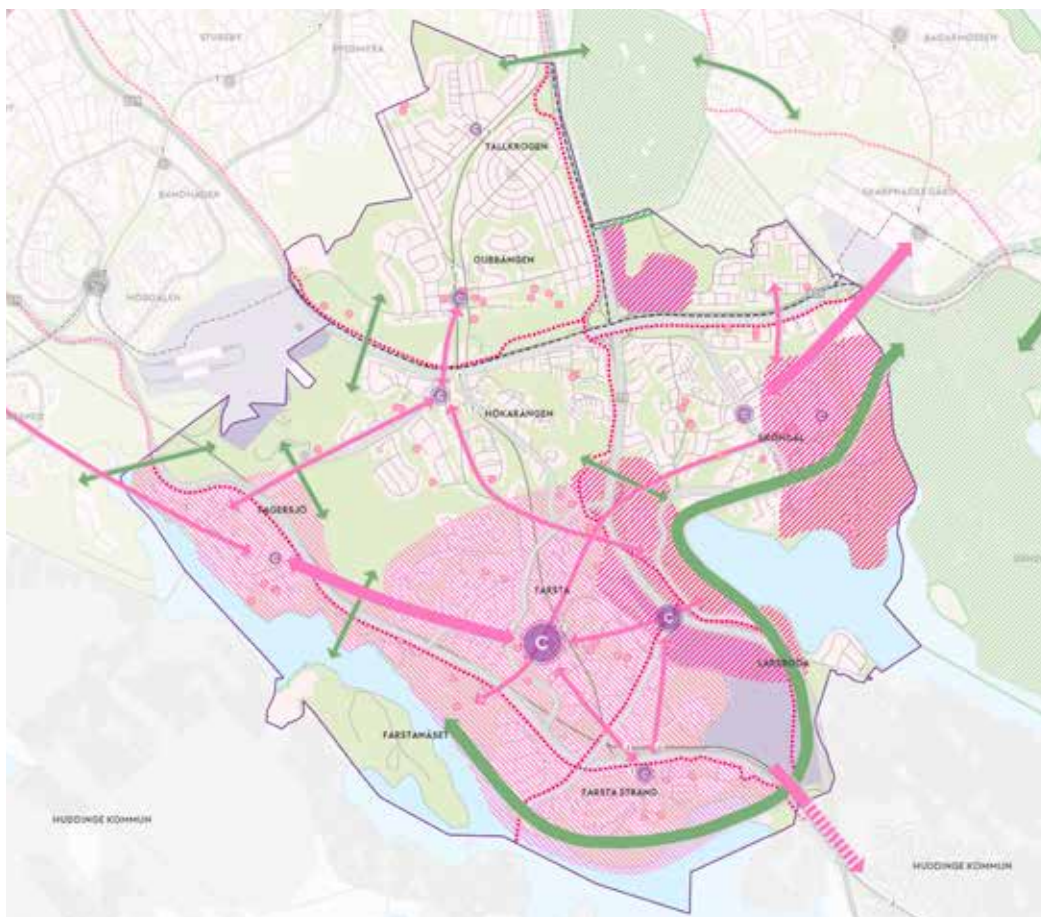 STUREBY
BAGARMOSSEN
TALLKROGEN
BANDHAGEN
SKARPNÄCKS GÅRD
GUBBÄNGEN
HÖGDALEN
HÖKARÄNGEN
SKÖNDAL
FAGERSJÖ
FARSTA
C
LARSBODA
FARSTANÄSET
FARSTA STRAND
HUDDINGE KOMMUN
HUDDINGE KOMMUN